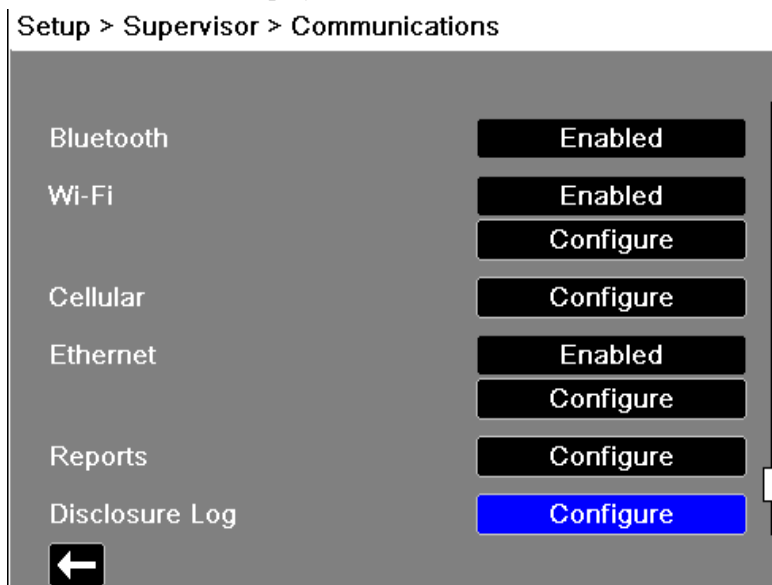 Setup > Supervisor > Communications
Bluetooth Enabled
Wi-Fi Enabled
Configure
Cellular Configure
Ethernet Enabled
Configure
Reports Configure
Disclosure Log Configure